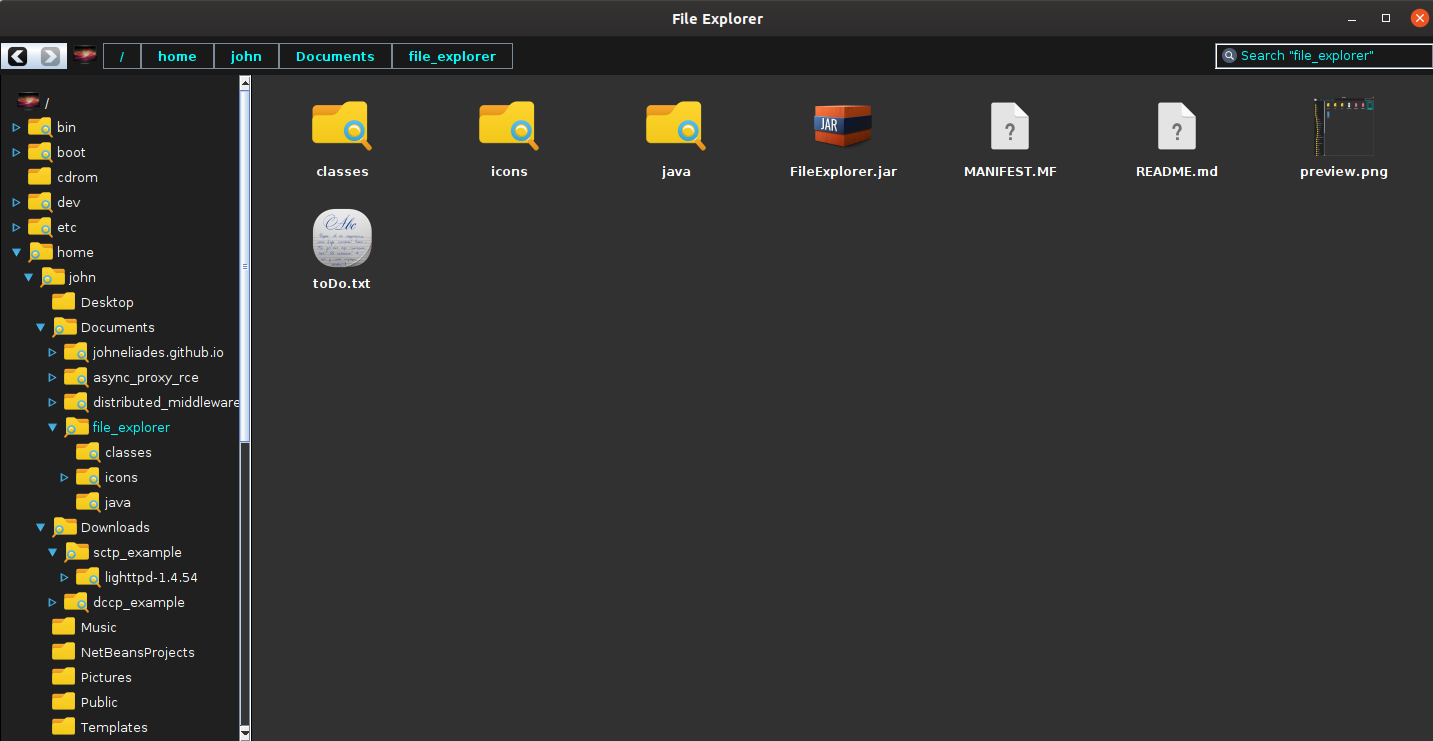 File Explorer
/ home john Documents file_explorer
Search "file_explorer"
/
bin
boot
cdrom
dev
etc
home
john
Desktop
Documents
johneliades.github.io
async_proxy_rce
distributed_middleware
file_explorer
classes
icons
java
Downloads
sctp_example
lighttpd-1.4.54
dccp_example
Music
NetBeansProjects
Pictures
Public
Templates
JAR
? ?
classes icons java FileExplorer.jar MANIFEST.MF README.md preview.png
Abc
toDo.txt